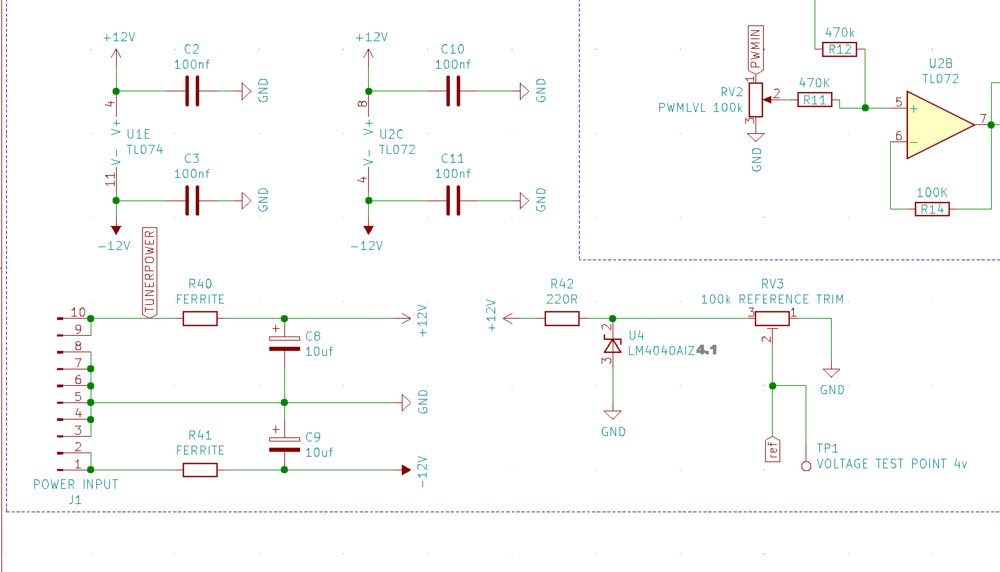 +12V
C2
100nf
GND
4
V+
U1E
TL074
V-
11
C3
100nf
GND
-12V
+12V
C10
100nf
GND
8
V+
U2C
TL072
V-
4
C11
100nf
GND
-12V
PWMIN
1
RV2
PWMLVL 100k
2
3
GND
470K
R11
470k
R12
U2B
TL072
5
+
6
-
7
100K
R14
TUNERPOWER
10
9
8
7
6
5
4
3
2
1
POWER INPUT
J1
R40
FERRITE
+
C8
10uf
+12V
GND
+
C9
10uf
R41
FERRITE
-12V
+12V
R42
220R
2
U4
LM4040AIZ4.1
3
GND
RV3
100k REFERENCE TRIM
3
1
2
GND
ref
TP1
VOLTAGE TEST POINT 4v